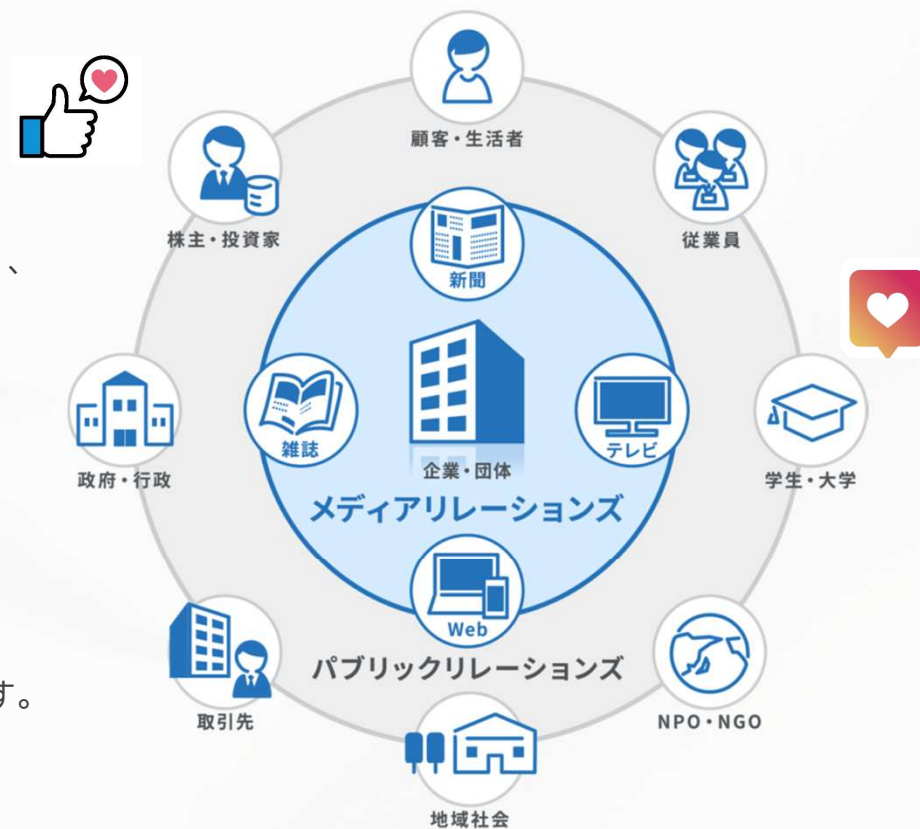 顧客・生活者
株主・投資家
従業員
、
新聞
雑誌
テレビ
企業・団体
政府・行政
学生・大学
メディアリレーションズ
Web
パブリックリレーションズ
す。
取引先
NPO・NGO
地域社会